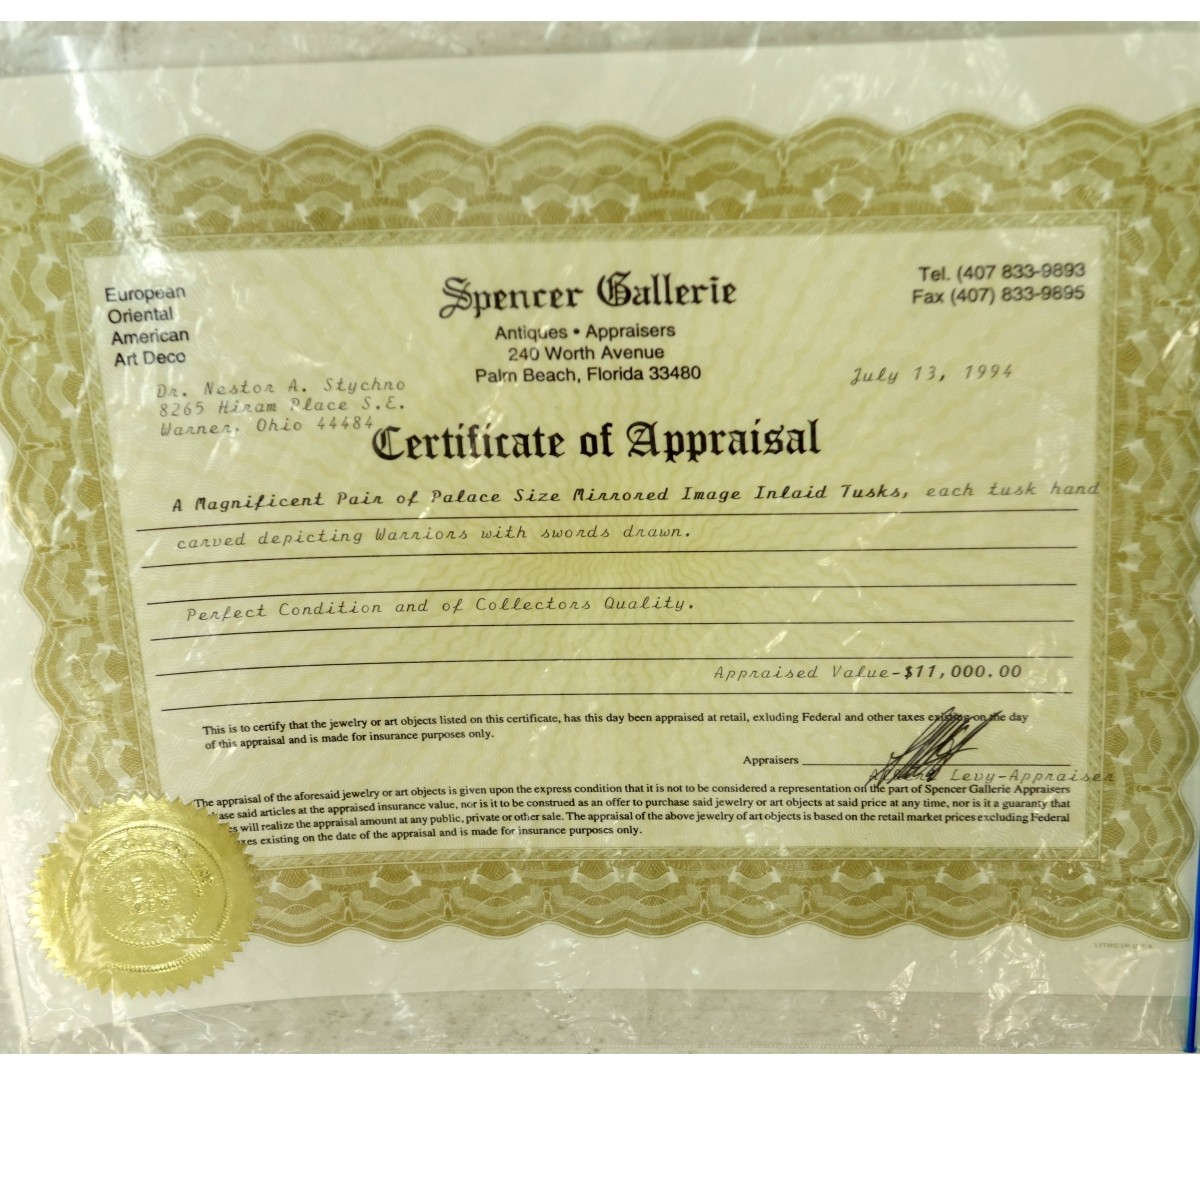 European
Oriental
American
Art Deco
Spencer Gallerie
Antiques • Appraisers
240 Worth Avenue
Palm Beach, Florida 33480
Tel. (407 833-9893
Fax (407) 833-9895
July 13, 1994
Dr. Nestor A. Stychno
8265 Hiram Place S.E.
Warner, Ohio 44484
Certificate of Appraisal
A Magnificent Pair of Palace Size Mirrored Image Inlaid Tusks, each tusk hand
carved depicting Warriors with swords drawn.
Perfect Condition and of Collectors Quality.
Appraised Value-$11,000.00
This is to certify that the jewelry or art objects listed on this certificate, has this day been appraised at retail, exluding Federal and other taxes existing on the day
of this appraisal and is made for insurance purposes only.
Appraisers
Levy-Appraiser
The appraisal of the aforesaid jewelry or art objects is given upon the express condition that it is not to be considered a representation on the part of Spencer Gallerie Appraisers
said articles at the appraised insurance value, nor is it to be construed as an offer to purchase said jewelry or art objects at said price at any time, nor is it a guaranty that
will realize the appraisal amount at any public, private or other sale. The appraisal of the above jewelry of art objects is based on the retail market prices excluding Federal
existing on the date of the appraisal and is made for insurance purposes only.
LITHO IN U.S.A.